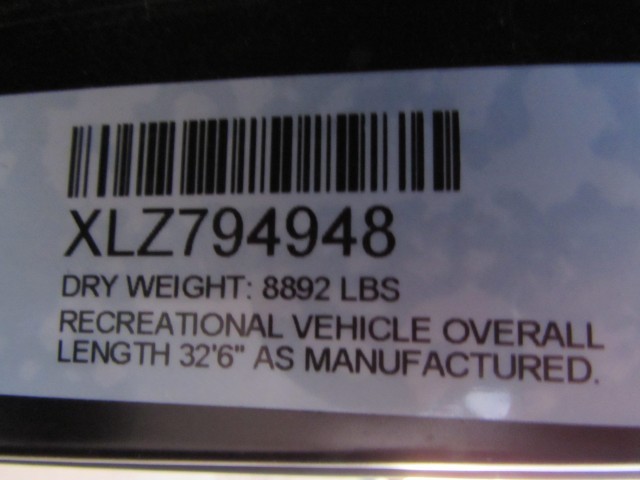 XLZ794948
DRY WEIGHT: 8892 LBS
RECREATIONAL VEHICLE OVERALL
LENGTH 32'6" AS MANUFACTURED.